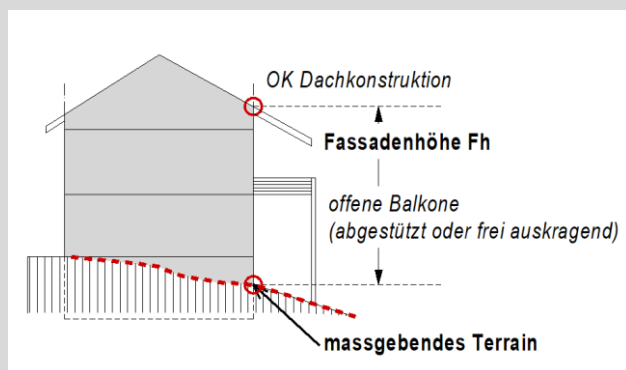 OK Dachkonstruktion
Fassadenhöhe Fh
offene Balkone
(abgestützt oder frei auskragend)
massgebendes Terrain